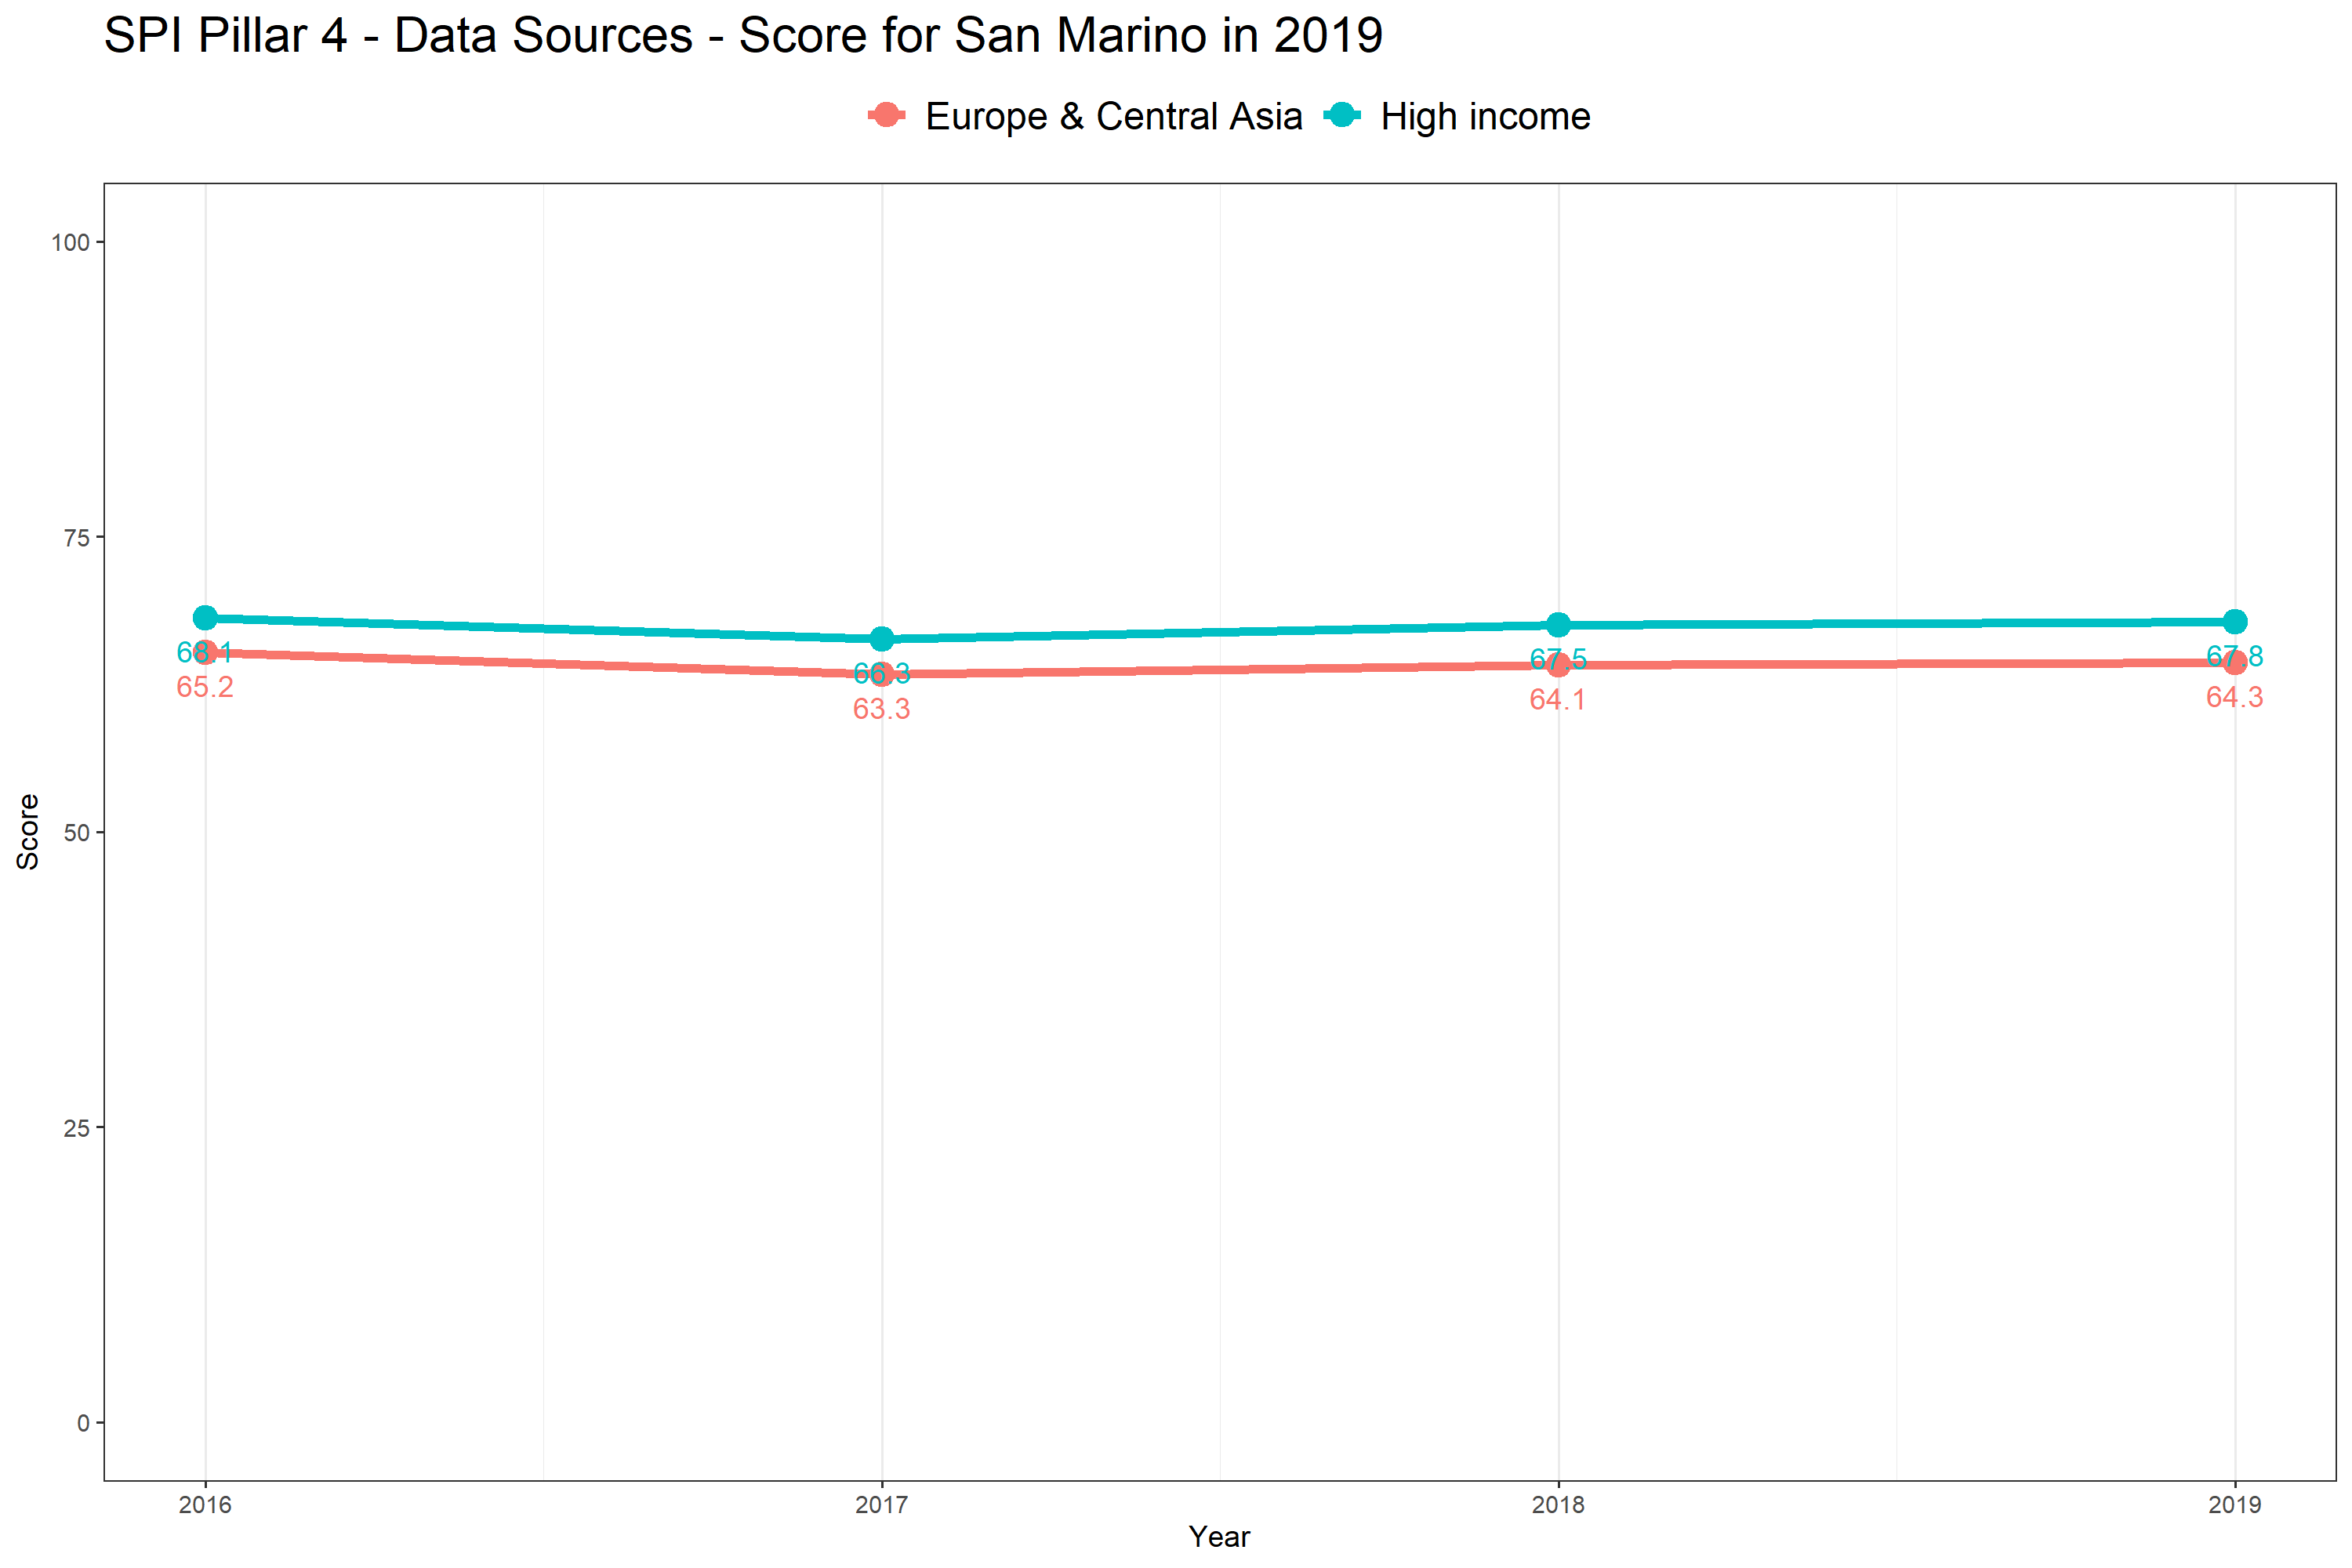 SPI Pillar 4 - Data Sources - Score for San Marino in 2019
Europe & Central Asia High income
100
75
50
25
0
Score
68.1
65.2
66.3
63.3
67.5
64.1
67.8
64.3
2016 2017 2018 2019
Year